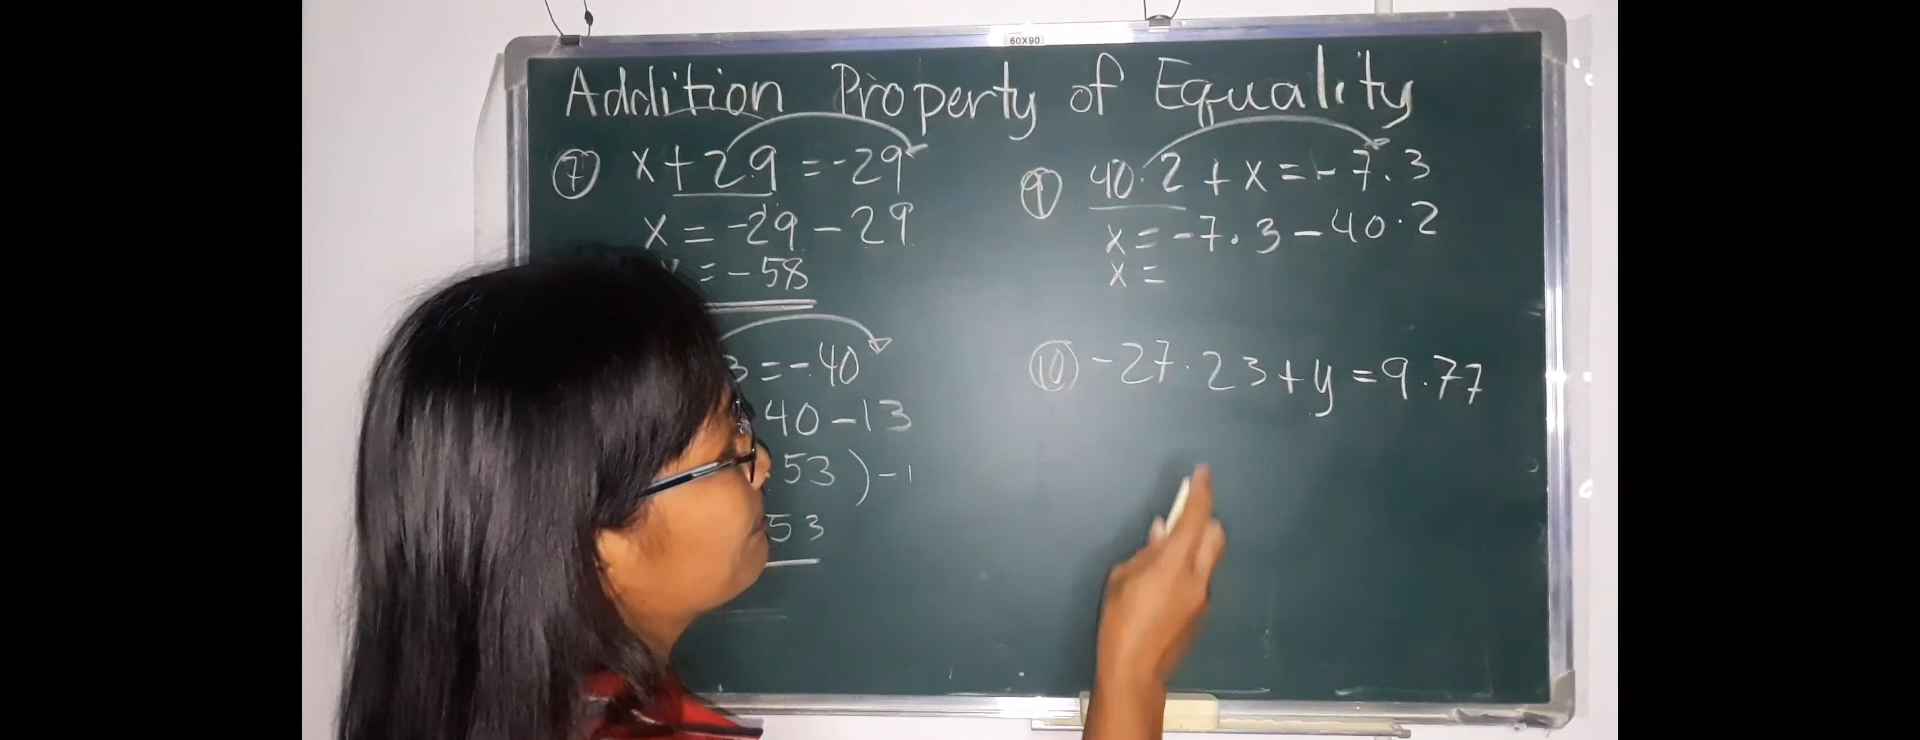 60X90
Addition Property of Equality
⑦ x + 29 = -29
x = -29 - 29
= -58
3 = -40
40 - 13
53 ) - 1
53
⑨ 40.2 + x = -7.3
x = -7.3 - 40.2
x =
⑩ -27.23 + y = 9.77